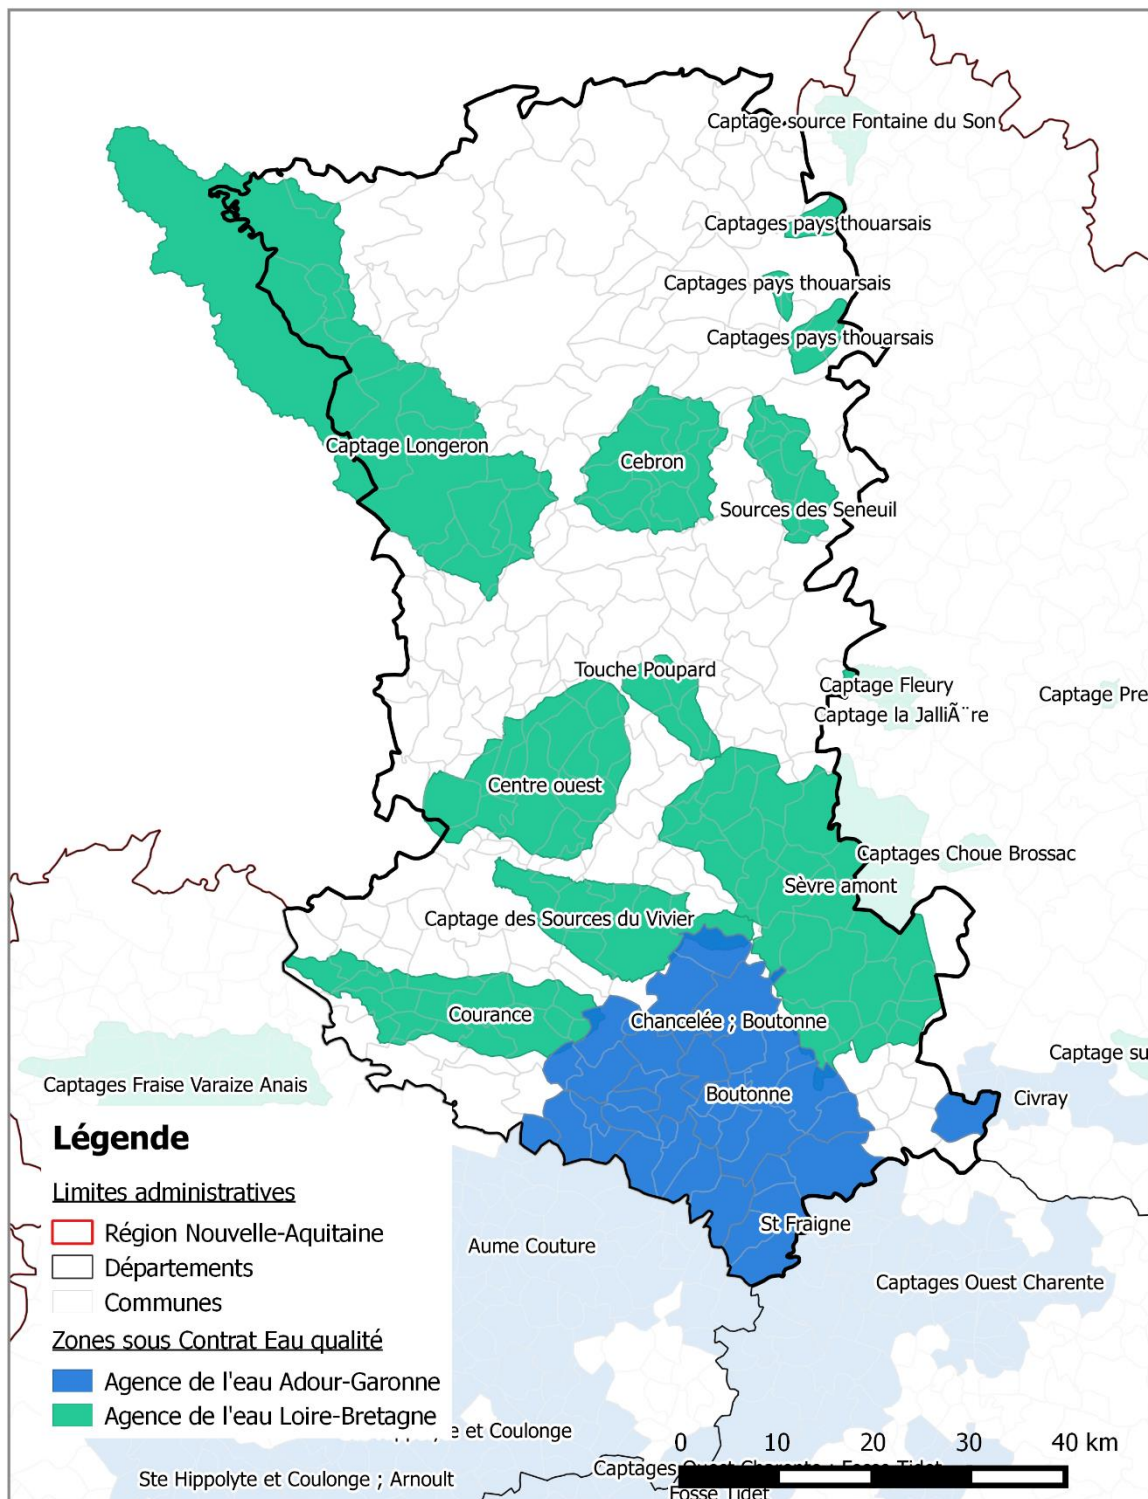 Captage source Fontaine du Son
Captages pays thouarsais
Captages pays thouarsais
Captages pays thouarsais
Captage Longeron
Cebron
Sources des Seneuil
Touche Poupard
Captage Fleury
Captage Pre
Captage la JalliÃ¨re
Centre ouest
Captages Choue Brossac
Sèvre amont
Captage des Sources du Vivier
Courance
Chancelée ; Boutonne
Captage su
Captages Fraise Varaize Anais
Boutonne
Civray
Légende
Limites administratives
Région Nouvelle-Aquitaine
Départements
Communes
Zones sous Contrat Eau qualité
Agence de l'eau Adour-Garonne
Agence de l'eau Loire-Bretagne
St Fraigne
Aume Couture
Captages Ouest Charente
e et Coulonge
0 10 20 30 40 km
Ste Hippolyte et Coulonge ; Arnoult
Captages Ouest Charente ; Fosse Tidet
Fosse Tidet